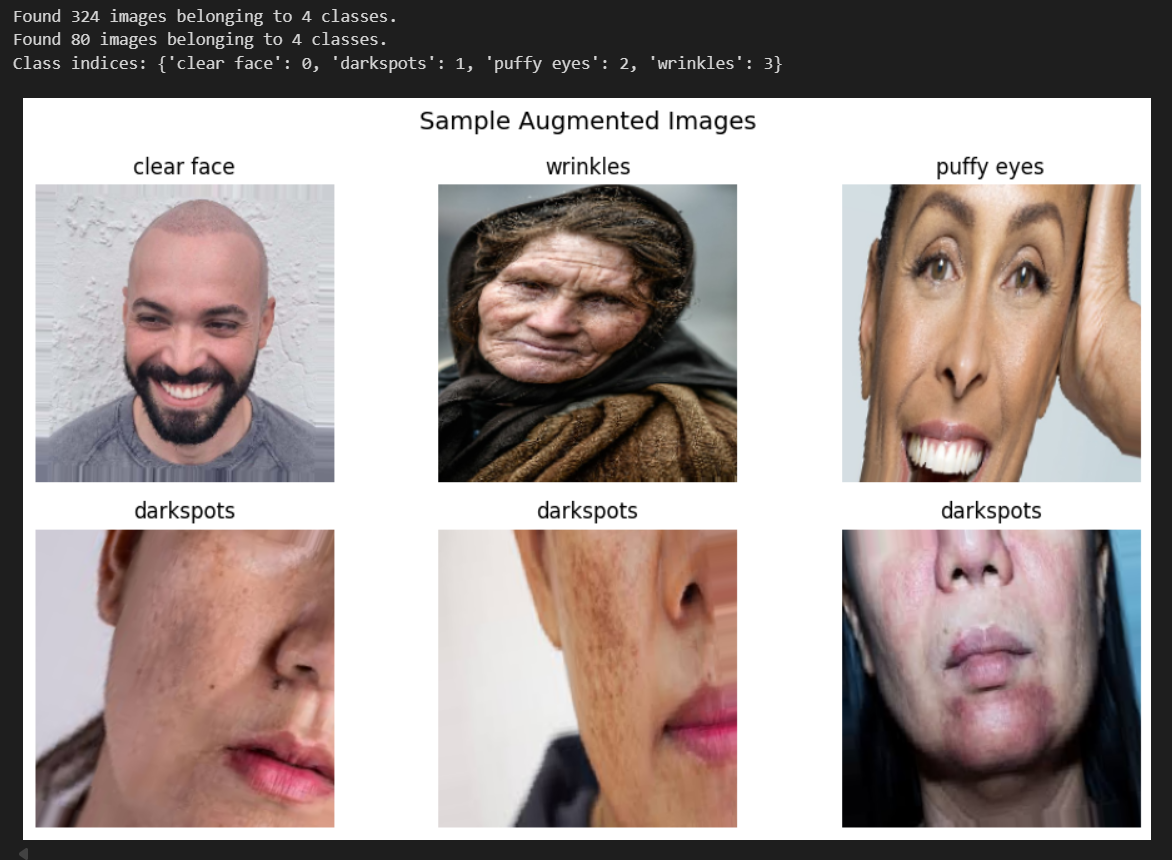 Found 324 images belonging to 4 classes.
Found 80 images belonging to 4 classes.
Class indices: {'clear face': 0, 'darkspots': 1, 'puffy eyes': 2, 'wrinkles': 3}
Sample Augmented Images
clear face
wrinkles
puffy eyes
darkspots
darkspots
darkspots